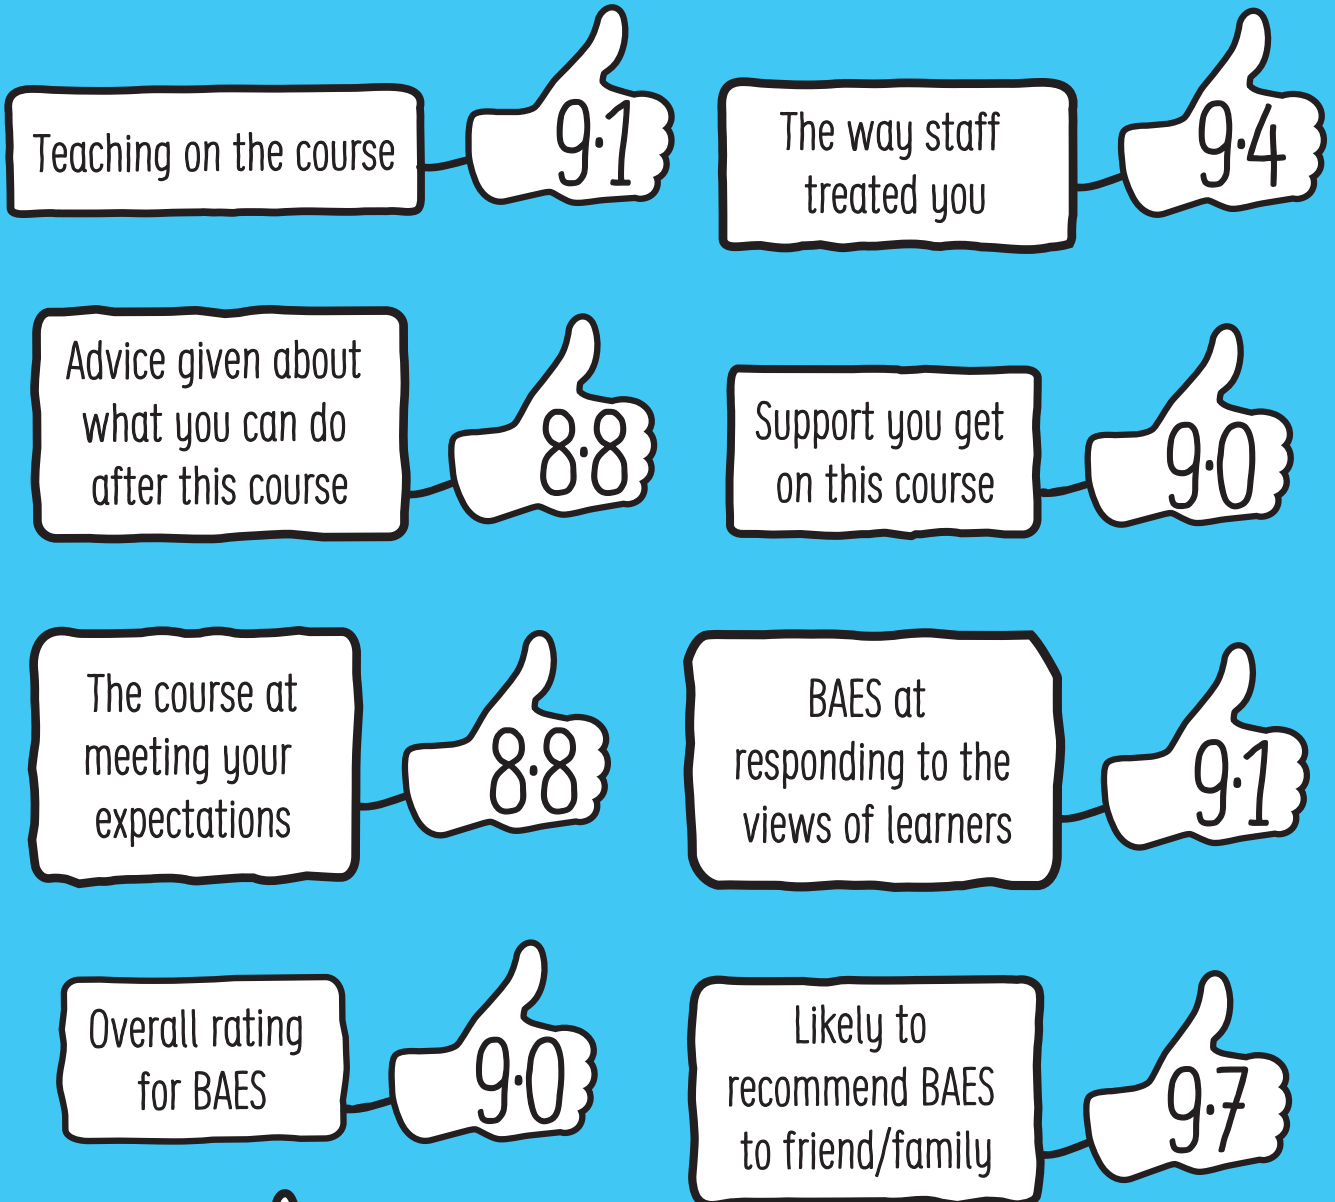 Teaching on the course
9.1
The way staff
treated you
9.4
Advice given about
what you can do
after this course
8.8
Support you get
on this course
9.0
The course at
meeting your
expectations
8.8
BAES at
responding to the
views of learners
9.1
Overall rating
for BAES
9.0
Likely to
recommend BAES
to friend/family
9.7